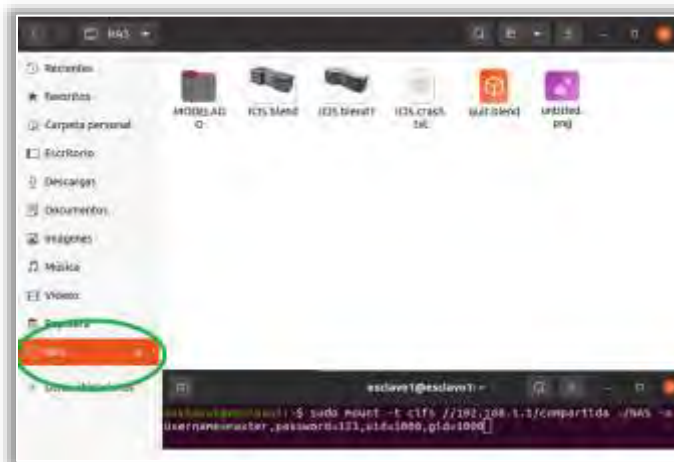 NAS
Recientes
Favoritos
Carpeta personal
Escritorio
Descargas
Documentos
Imágenes
Música
Vídeos
Papelera
NAS
MODELAD
O
ICIS.blend
ICIS.blend1
ICIS.crash.
txt
quit.blend
untitled.
png
esclavo1@esclavo1: ~
$ sudo mount -t cifs //192.168.1.1/compartida ~/NAS -o
username=master,password=123,uid=1000,gid=1000